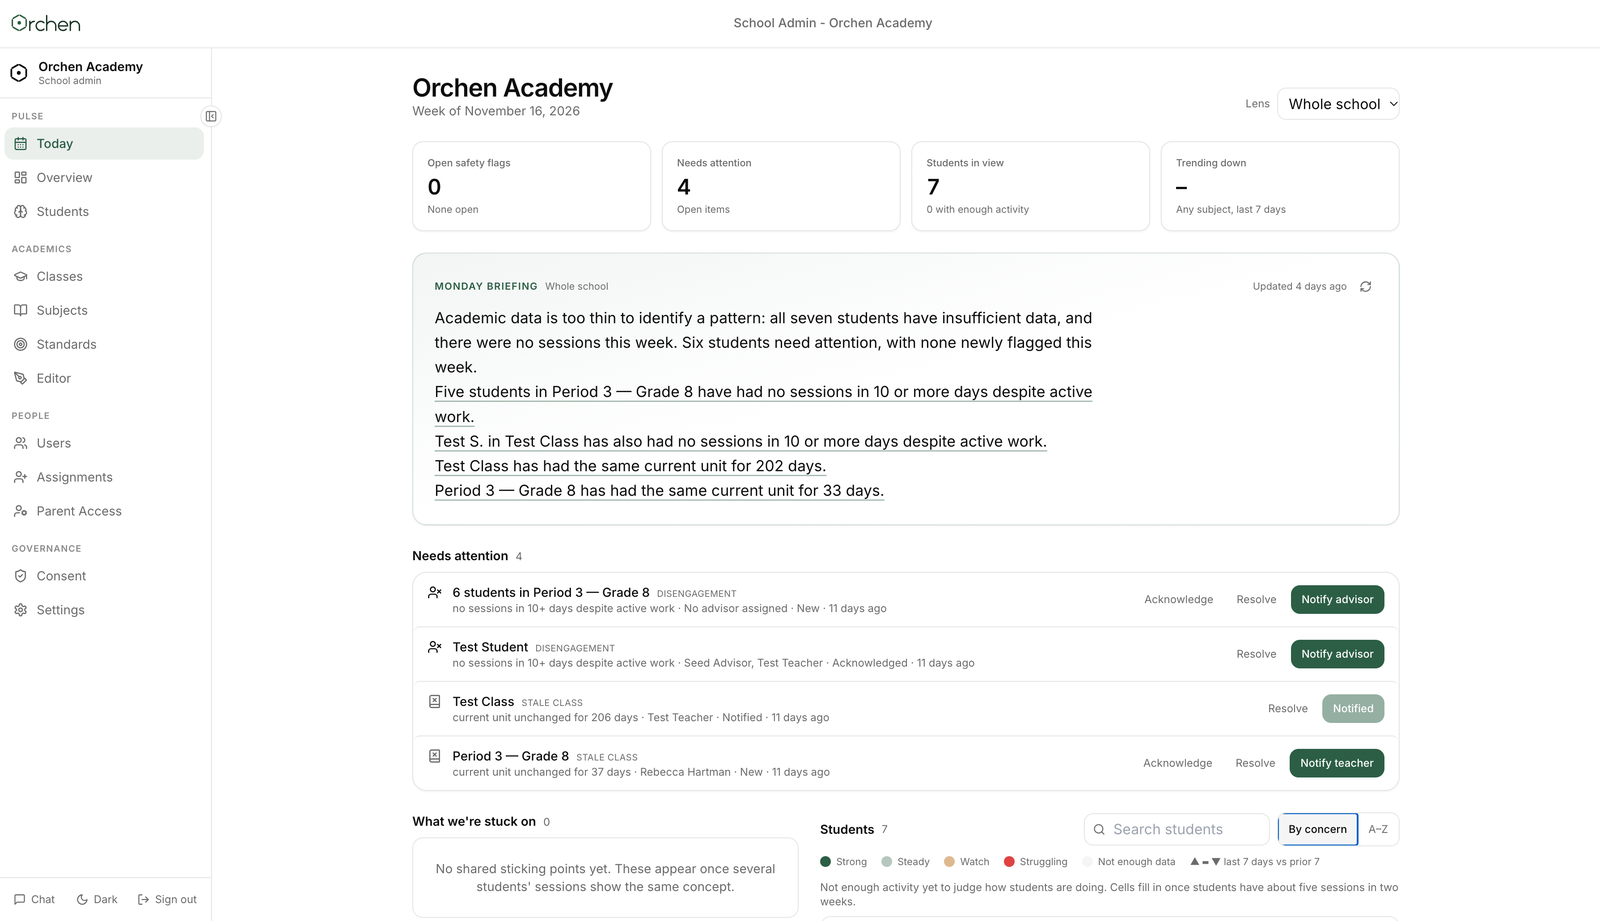 Orchen
School Admin - Orchen Academy
Orchen Academy
School admin
PULSE
Today
Overview
Students
ACADEMICS
Classes
Subjects
Standards
Editor
PEOPLE
Users
Assignments
Parent Access
GOVERNANCE
Consent
Settings
Chat
Dark
Sign out
Orchen Academy
Week of November 16, 2026
Lens
Whole school
Open safety flags
0
None open
Needs attention
4
Open items
Students in view
7
0 with enough activity
Trending down
–
Any subject, last 7 days
MONDAY BRIEFING Whole school
Updated 4 days ago
Academic data is too thin to identify a pattern: all seven students have insufficient data, and
there were no sessions this week. Six students need attention, with none newly flagged this
week.
Five students in Period 3 — Grade 8 have had no sessions in 10 or more days despite active
work.
Test S. in Test Class has also had no sessions in 10 or more days despite active work.
Test Class has had the same current unit for 202 days.
Period 3 — Grade 8 has had the same current unit for 33 days.
Needs attention 4
6 students in Period 3 — Grade 8 DISENGAGEMENT
no sessions in 10+ days despite active work · No advisor assigned · New · 11 days ago
Acknowledge Resolve Notify advisor
Test Student DISENGAGEMENT
no sessions in 10+ days despite active work · Seed Advisor, Test Teacher · Acknowledged · 11 days ago
Resolve Notify advisor
Test Class STALE CLASS
current unit unchanged for 206 days · Test Teacher · Notified · 11 days ago
Resolve Notified
Period 3 — Grade 8 STALE CLASS
current unit unchanged for 37 days · Rebecca Hartman · New · 11 days ago
Acknowledge Resolve Notify teacher
What we're stuck on 0
No shared sticking points yet. These appear once several
students' sessions show the same concept.
Students 7
Search students
By concern
A–Z
Strong Steady Watch Struggling Not enough data ▲ – ▼ last 7 days vs prior 7
Not enough activity yet to judge how students are doing. Cells fill in once students have about five sessions in two
weeks.